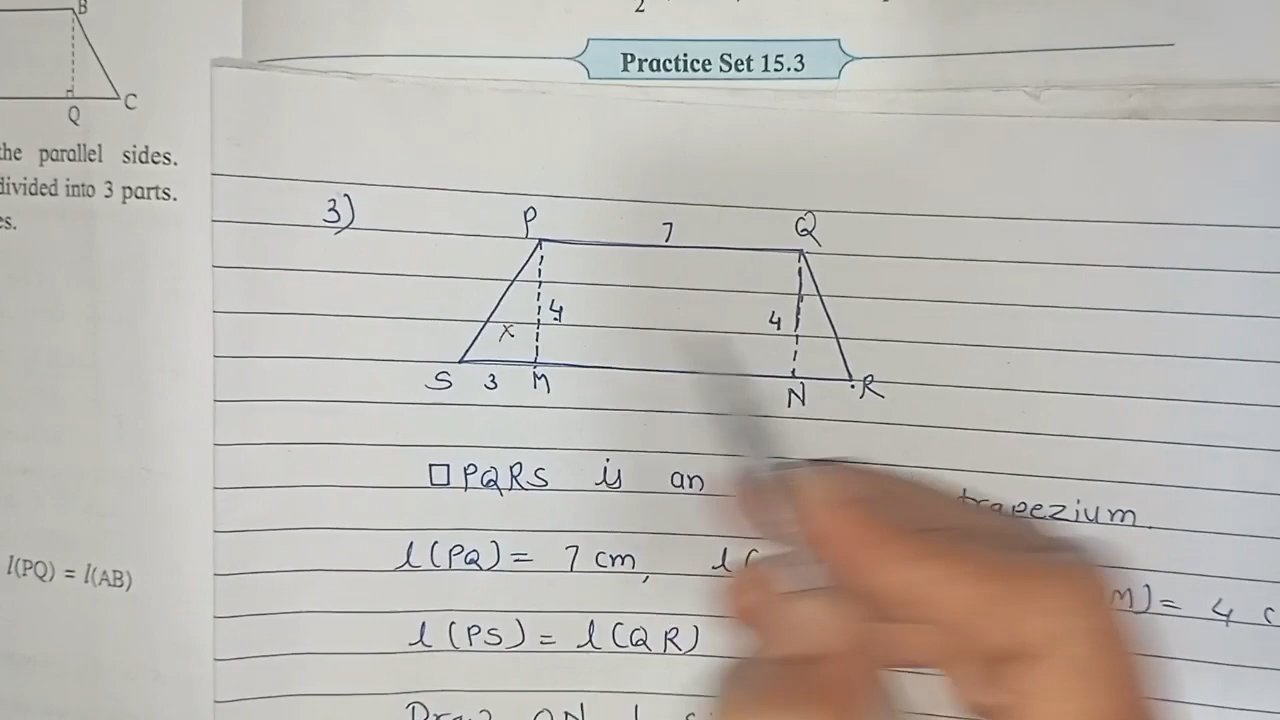 2
B
Practice Set 15.3
Q
C
the parallel sides.
divided into 3 parts.
3)
P
7
Q
4
4
x
S 3 M
N
R
□PQRS is an trapezium.
l(PQ) = 7 cm, M) = 4
l(PQ) = l(AB)
l(PS) = l(QR)